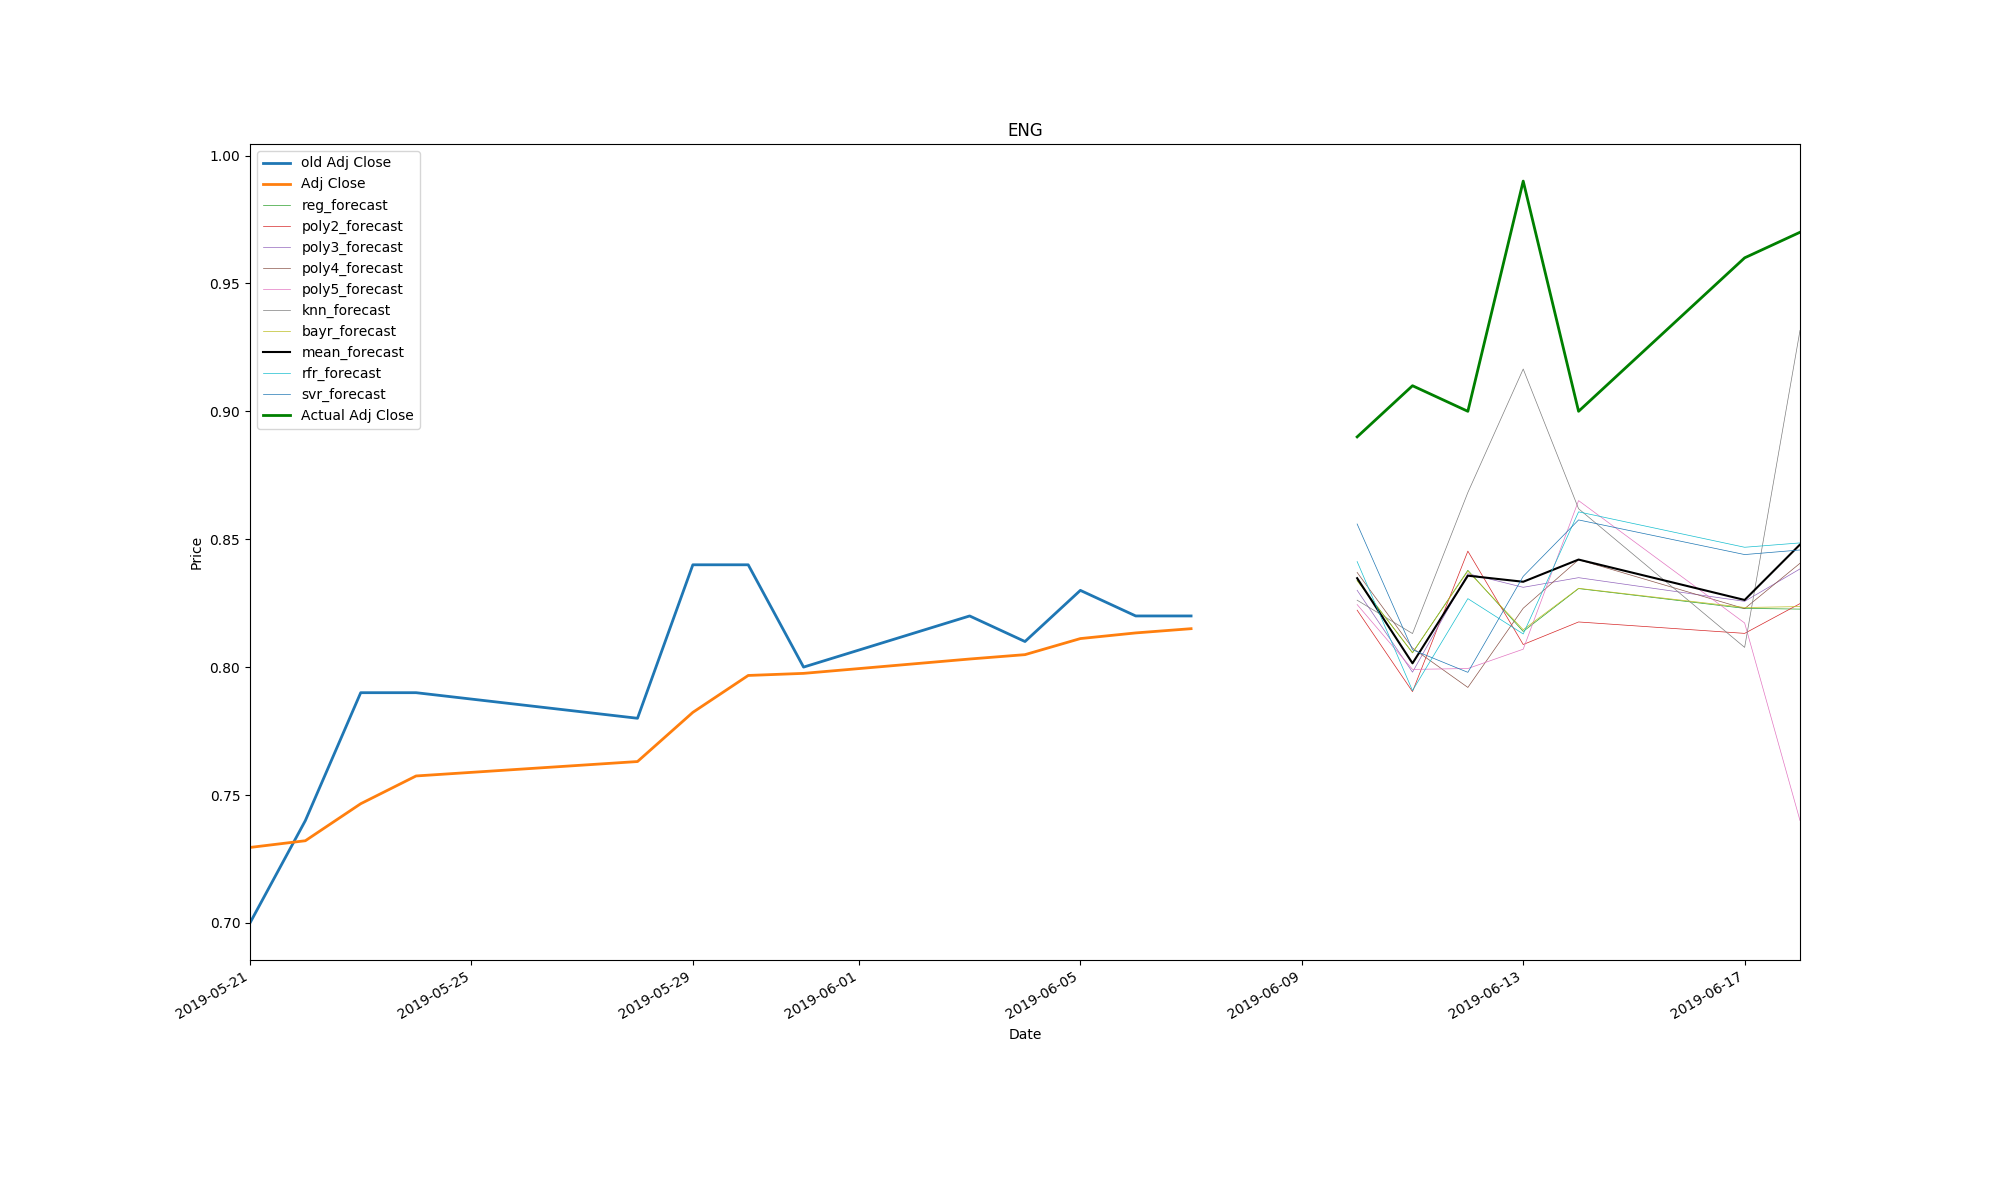 ENG
1.00
0.95
0.90
0.85
0.80
0.75
0.70
Price
old Adj Close
Adj Close
reg_forecast
poly2_forecast
poly3_forecast
poly4_forecast
poly5_forecast
knn_forecast
bayr_forecast
mean_forecast
rfr_forecast
svr_forecast
Actual Adj Close
2019-05-21
2019-05-25
2019-05-29
2019-06-01
2019-06-05
2019-06-09
2019-06-13
2019-06-17
Date